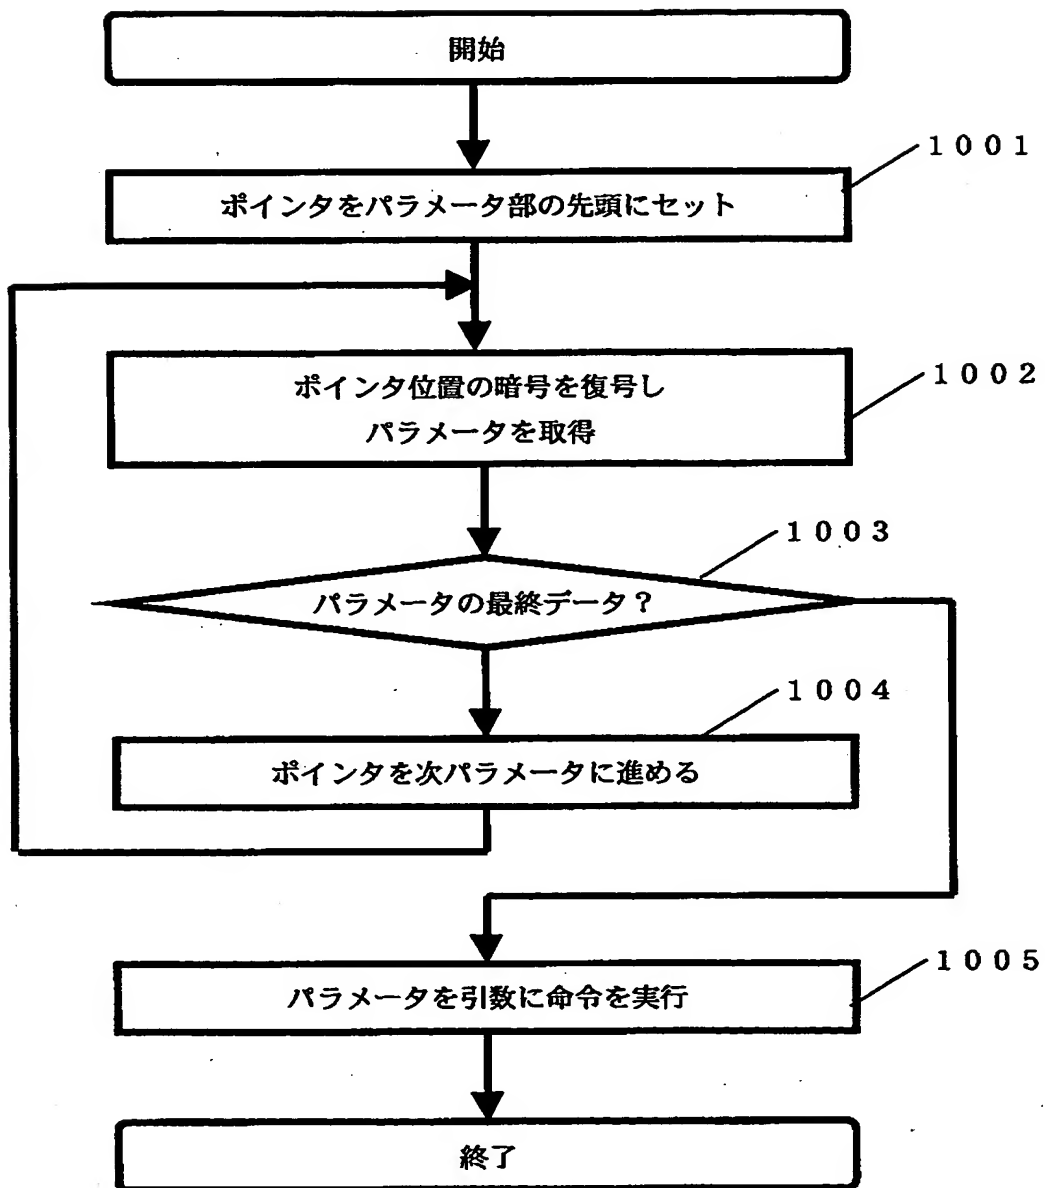 開始
1001
ポインタをパラメータ部の先頭にセット
1002
ポインタ位置の暗号を復号し
パラメータを取得
1003
パラメータの最終データ？
1004
ポインタを次パラメータに進める
1005
パラメータを引数に命令を実行
終了